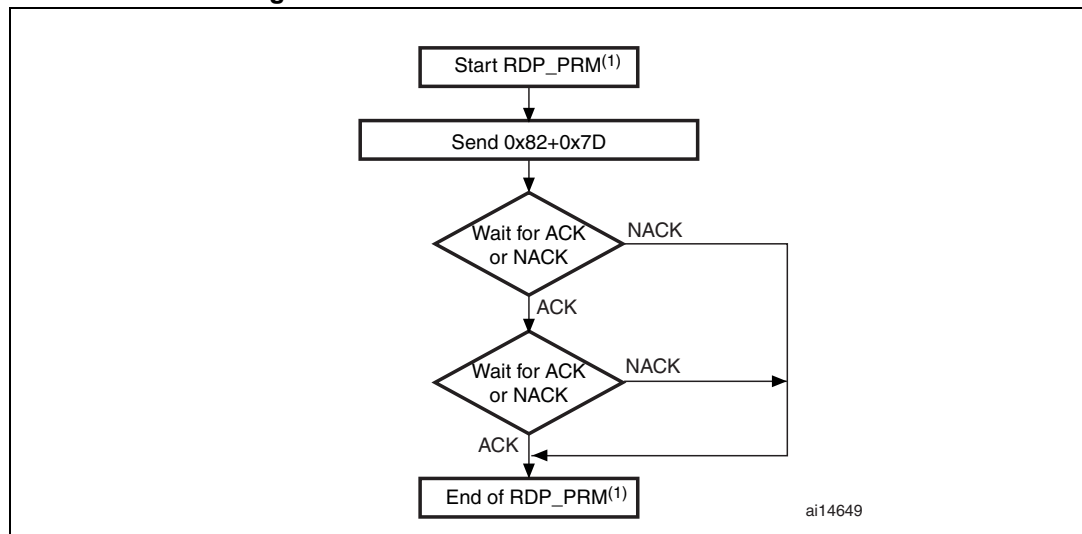 Start RDP_PRM(1)
Send 0x82+0x7D
Wait for ACK
or NACK
NACK
ACK
Wait for ACK
or NACK
NACK
ACK
End of RDP_PRM(1)
ai14649